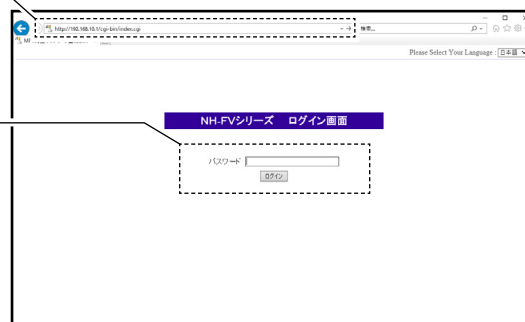 http://192.168.10.1/cgi-bin/index.cgi
検索...
Please Select Your Language : 日本語
NH-FVシリーズ ログイン画面
パスワード
ログイン